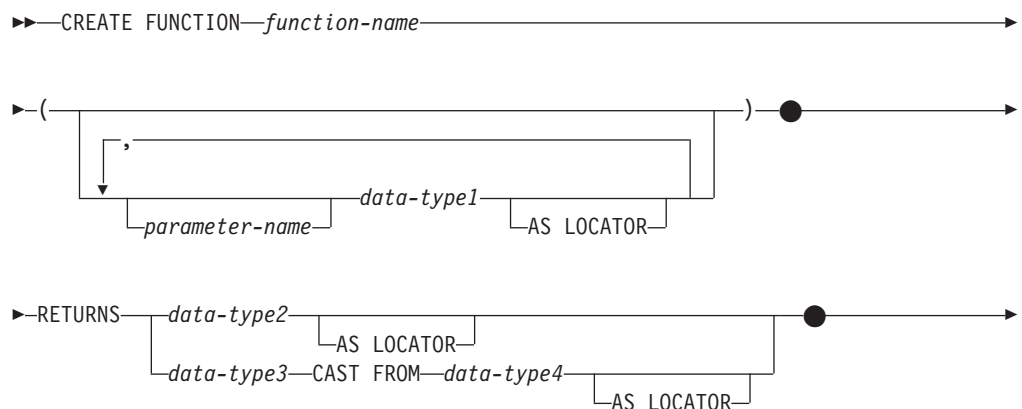 CREATE FUNCTION function-name
( )
,
data-type1
parameter-name AS LOCATOR
RETURNS data-type2
AS LOCATOR
data-type3 CAST FROM data-type4
AS LOCATOR